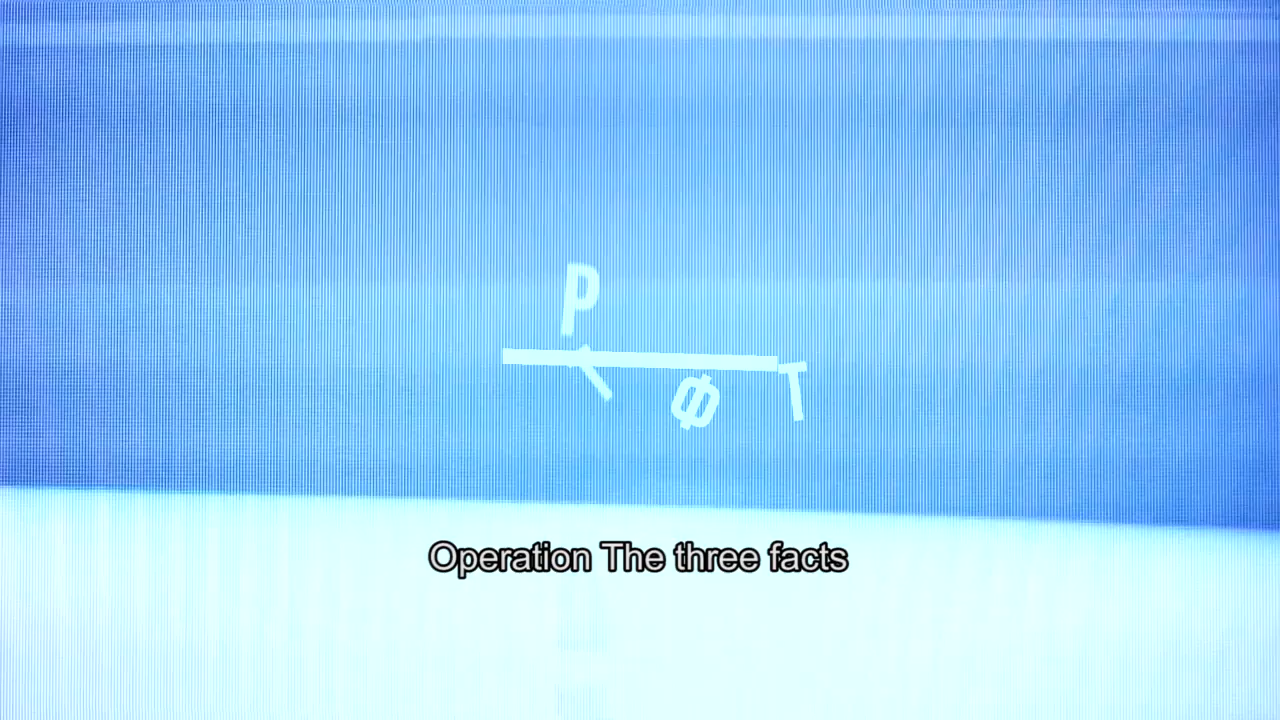 P
Ф Т
Operation The three facts